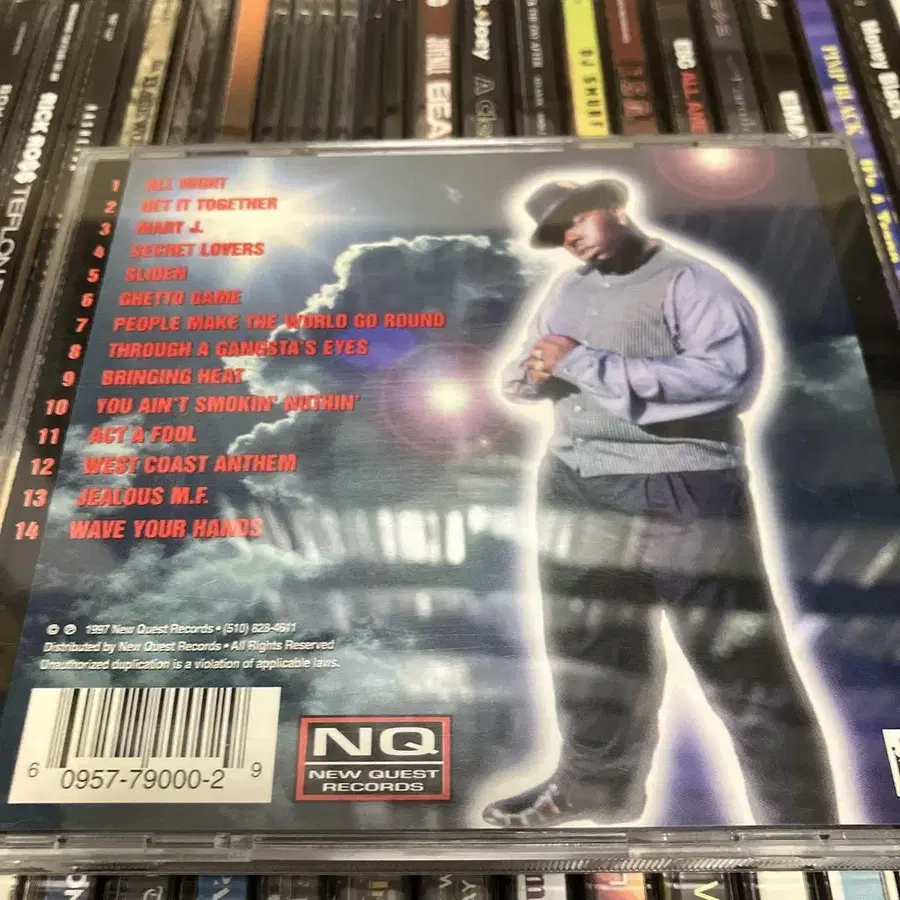 RICK ROSS TEFLON
A
DJ SMURF
BIG
PIMP BLACK
It's A
Money
1 ALL NIGHT
2 GET IT TOGETHER
3 MARY J.
4 SECRET LOVERS
5 SLIDEN
6 GHETTO GAME
7 PEOPLE MAKE THE WORLD GO ROUND
8 THROUGH A GANGSTA'S EYES
9 BRINGING HEAT
10 YOU AIN'T SMOKIN' NUTHIN'
11 ACT A FOOL
12 WEST COAST ANTHEM
13 JEALOUS M.F.
14 WAVE YOUR HANDS
© ℗ 1997 New Quest Records • (510) 828-4611
Distributed by New Quest Records • All Rights Reserved
Unauthorized duplication is a violation of applicable laws.
6 0957-79000-2 9
NQ
NEW QUEST
RECORDS